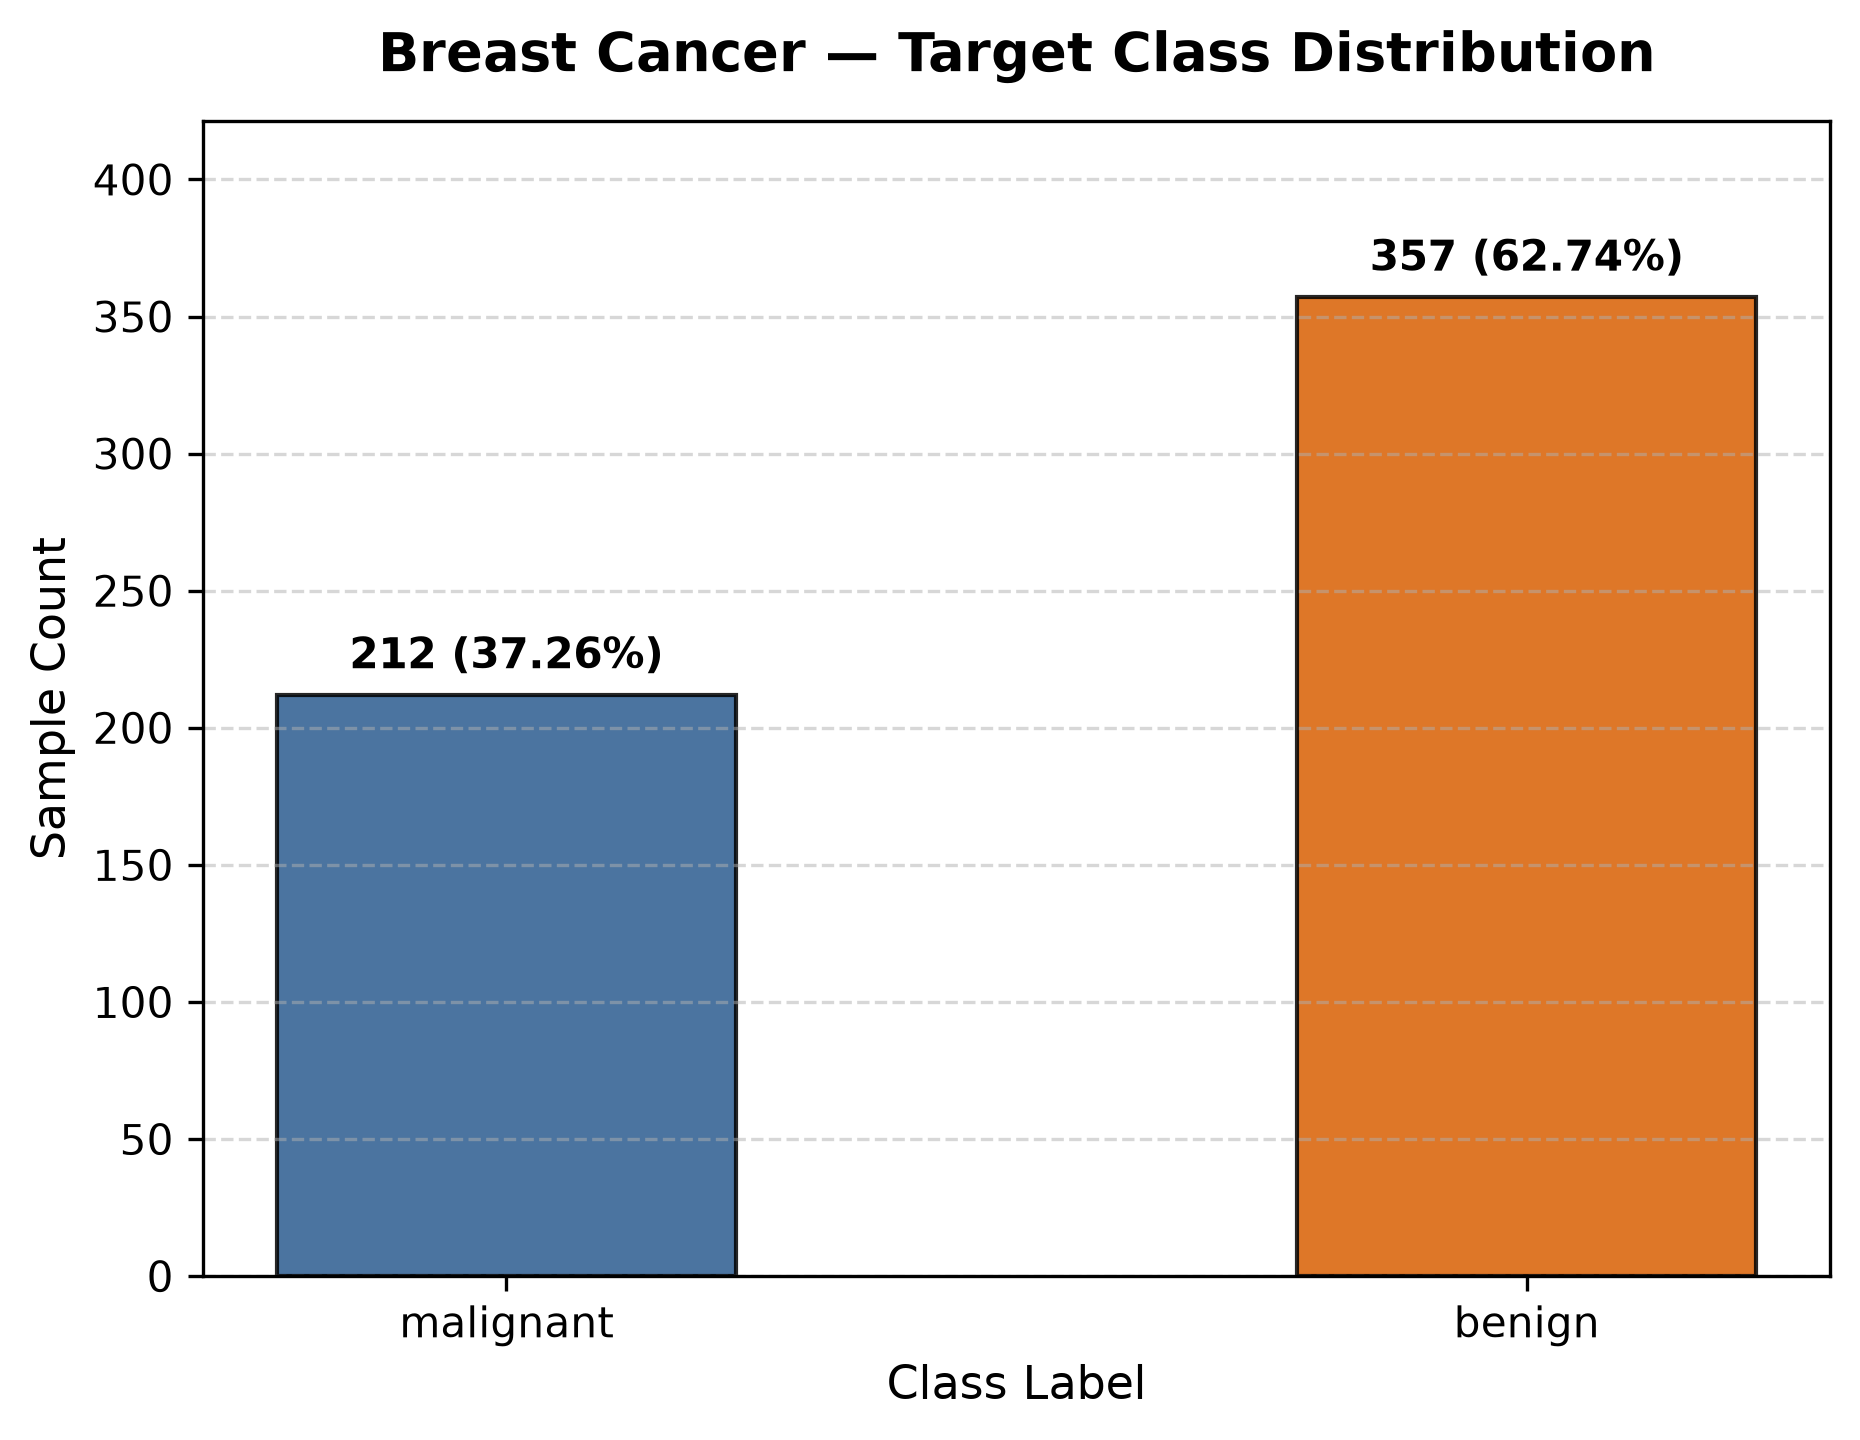 Breast Cancer — Target Class Distribution
400
350
300
250
200
150
100
50
0
Sample Count
212 (37.26%)
357 (62.74%)
malignant
benign
Class Label